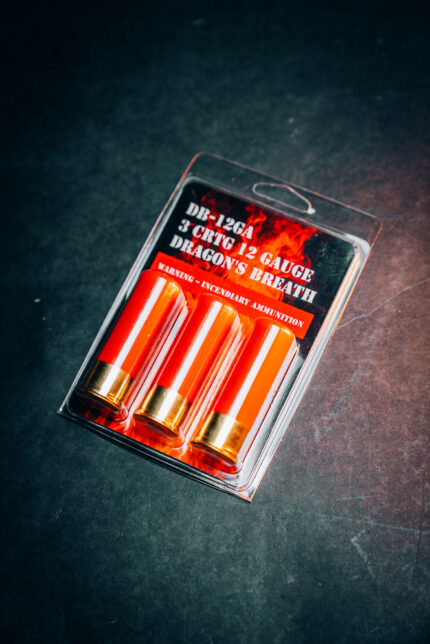 DB-12GA
3 CRTG 12 GAUGE
DRAGON'S BREATH
WARNING - INCENDIARY AMMUNITION